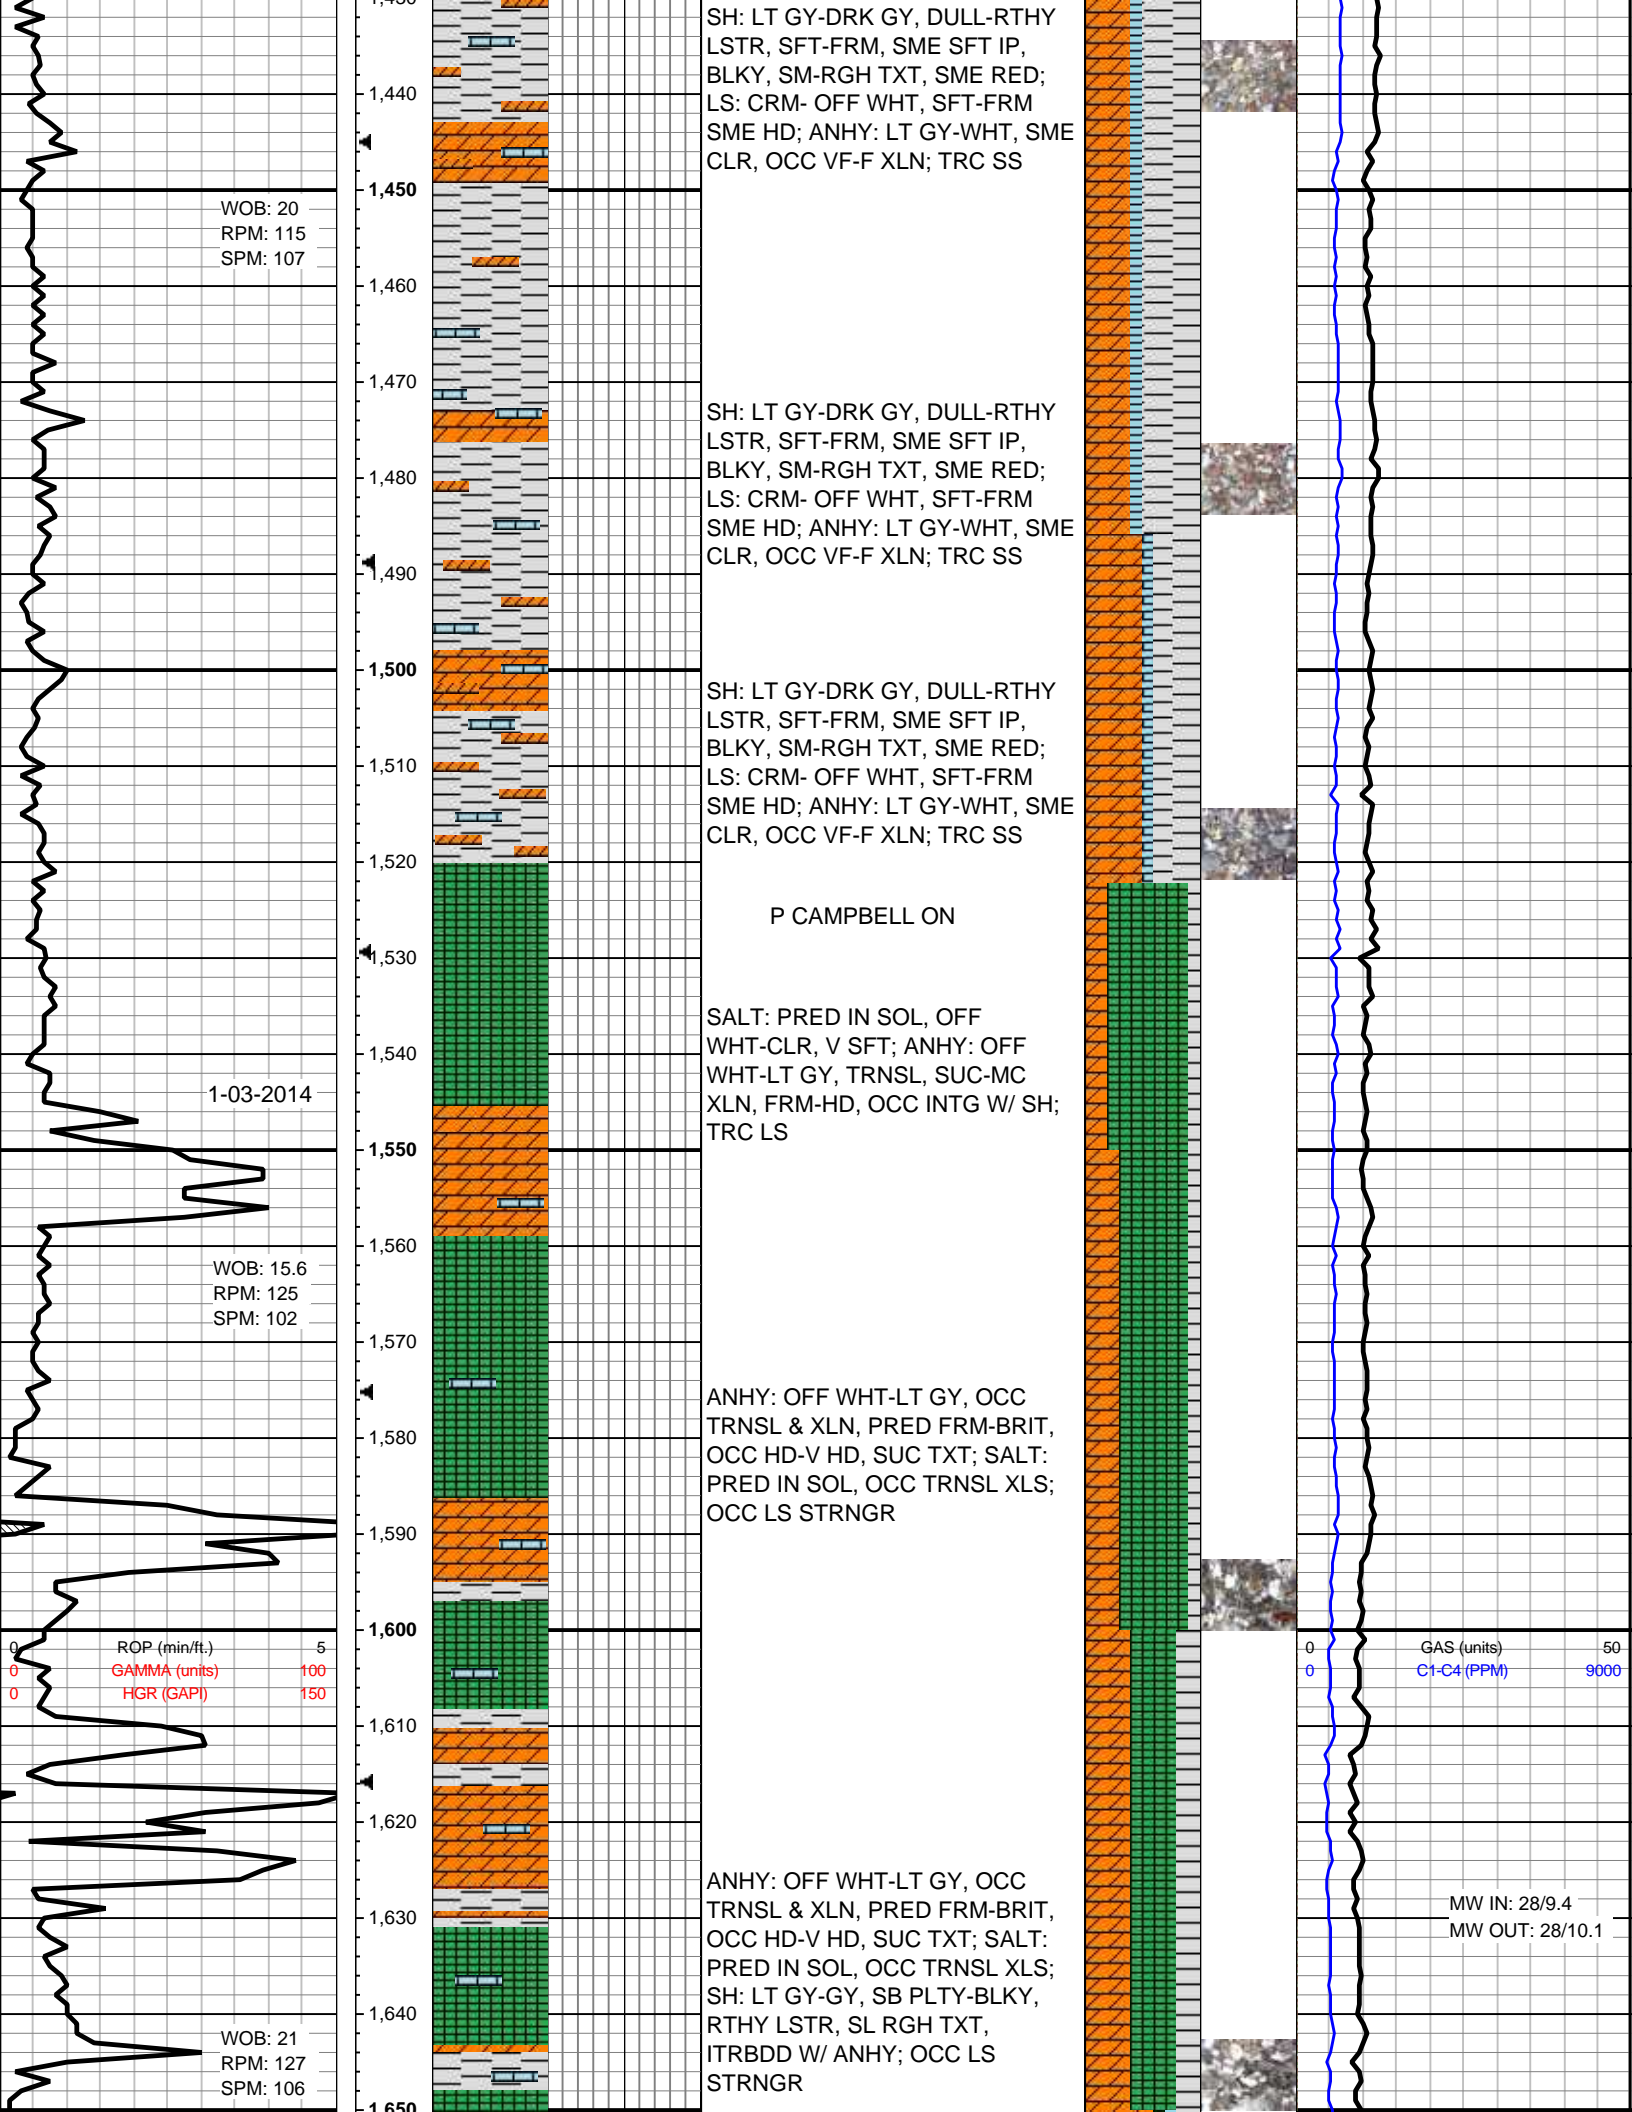 SH: LT GY-DRK GY, DULL-RTHY
LSTR, SFT-FRM, SME SFT IP,
BLKY, SM-RGH TXT, SME RED;
LS: CRM- OFF WHT, SFT-FRM
SME HD; ANHY: LT GY-WHT, SME
CLR, OCC VF-F XLN; TRC SS
1,440
1,450
WOB: 20
RPM: 115
SPM: 107
1,460
1,470
SH: LT GY-DRK GY, DULL-RTHY
LSTR, SFT-FRM, SME SFT IP,
BLKY, SM-RGH TXT, SME RED;
LS: CRM- OFF WHT, SFT-FRM
SME HD; ANHY: LT GY-WHT, SME
CLR, OCC VF-F XLN; TRC SS
1,480
1,490
1,500
SH: LT GY-DRK GY, DULL-RTHY
LSTR, SFT-FRM, SME SFT IP,
BLKY, SM-RGH TXT, SME RED;
LS: CRM- OFF WHT, SFT-FRM
SME HD; ANHY: LT GY-WHT, SME
CLR, OCC VF-F XLN; TRC SS
1,510
1,520
P CAMPBELL ON
1,530
SALT: PRED IN SOL, OFF
WHT-CLR, V SFT; ANHY: OFF
WHT-LT GY, TRNSL, SUC-MC
XLN, FRM-HD, OCC INTG W/ SH;
TRC LS
1,540
1-03-2014
1,550
1,560
WOB: 15.6
RPM: 125
SPM: 102
1,570
ANHY: OFF WHT-LT GY, OCC
TRNSL & XLN, PRED FRM-BRIT,
OCC HD-V HD, SUC TXT; SALT:
PRED IN SOL, OCC TRNSL XLS;
OCC LS STRNGR
1,580
1,590
1,600
0 ROP (min/ft.) 5
0 GAMMA (units) 100
0 HGR (GAPI) 150
0 GAS (units) 50
0 C1-C4 (PPM) 9000
1,610
1,620
ANHY: OFF WHT-LT GY, OCC
TRNSL & XLN, PRED FRM-BRIT,
OCC HD-V HD, SUC TXT; SALT:
PRED IN SOL, OCC TRNSL XLS;
SH: LT GY-GY, SB PLTY-BLKY,
RTHY LSTR, SL RGH TXT,
ITRBDD W/ ANHY; OCC LS
STRNGR
MW IN: 28/9.4
MW OUT: 28/10.1
1,630
1,640
WOB: 21
RPM: 127
SPM: 106
1,650